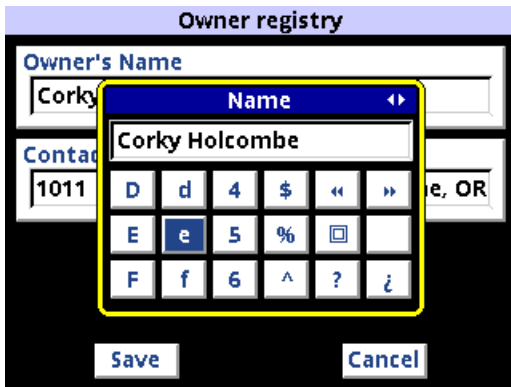 Owner registry
Owner's Name
Corky
Name
Corky Holcombe
Contac
1011
e, OR
D d 4 $ « »
E e 5 %
F f 6 ^ ? ¿
Save Cancel